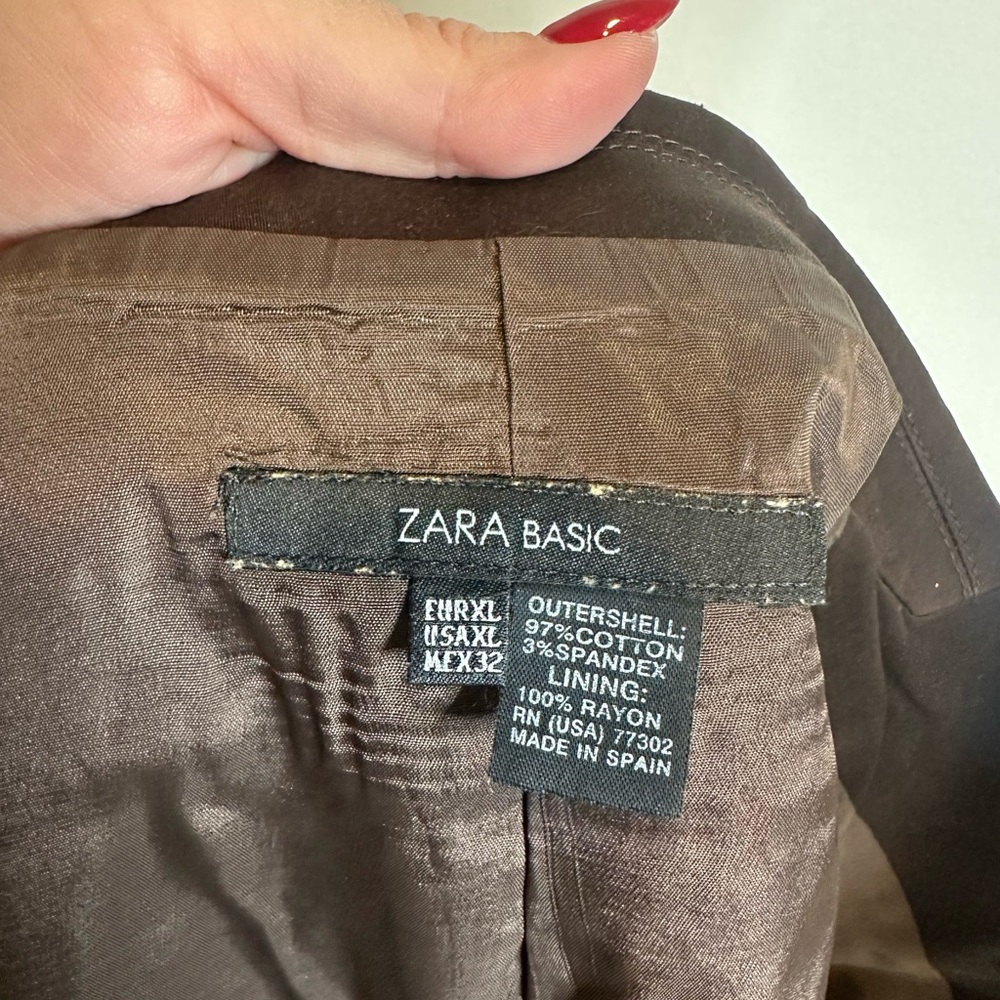 ZARA BASIC
EURXL
USAXL
MEX32
OUTERSHELL:
97%COTTON
3%SPANDEX
LINING:
100% RAYON
RN (USA) 77302
MADE IN SPAIN